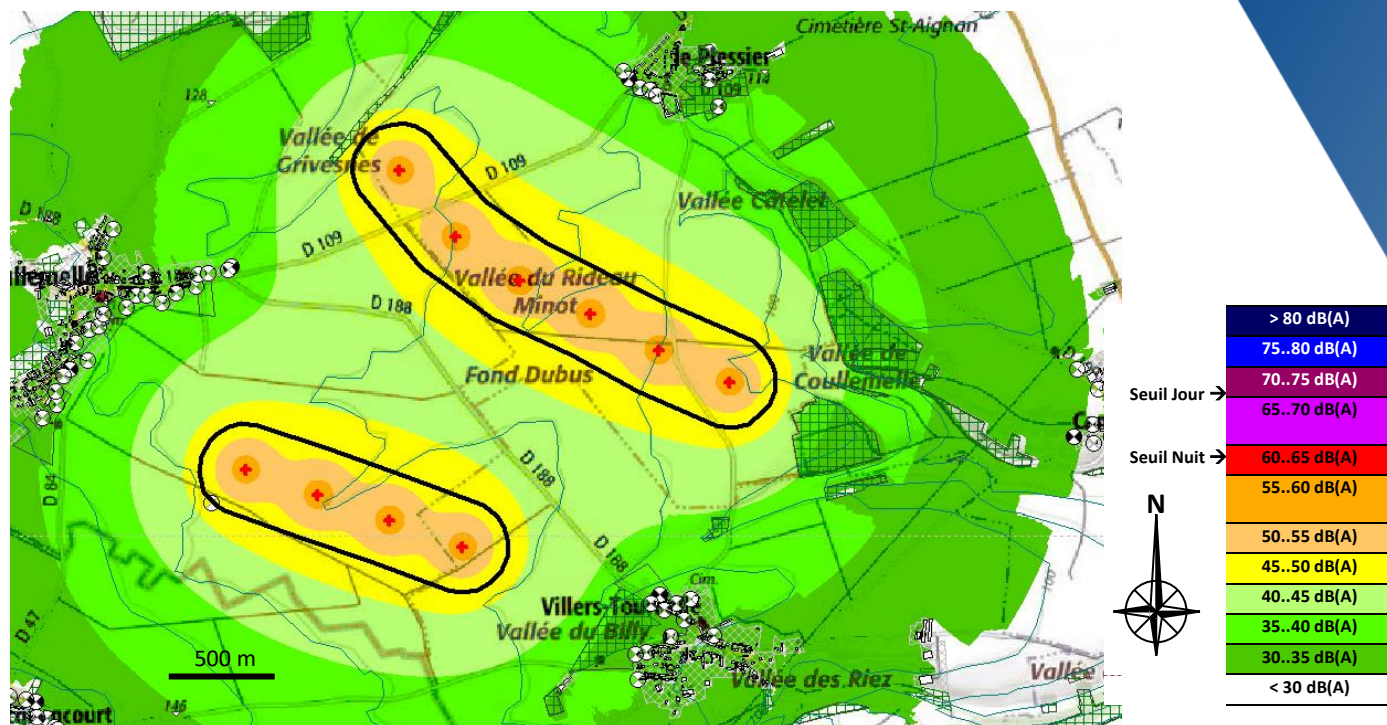 Cimetière St-Aignan
le Plessier
114
D 109
128
Vallée de
Grivesnes
D 109
Vallée Catelet
D 188
D 109
Vallée du Rideau
Minot
D 188
Vallée de
Coullemelle
Fond Dubus
D 188
D 84
D 188
Cim.
Villers-Tou
Vallée du Billy
Vallée des Riez
Vallée
D 47
500 m
146
court
> 80 dB(A)
75..80 dB(A)
Seuil Jour → 70..75 dB(A)
65..70 dB(A)
Seuil Nuit → 60..65 dB(A)
55..60 dB(A)
50..55 dB(A)
45..50 dB(A)
40..45 dB(A)
35..40 dB(A)
30..35 dB(A)
< 30 dB(A)
N